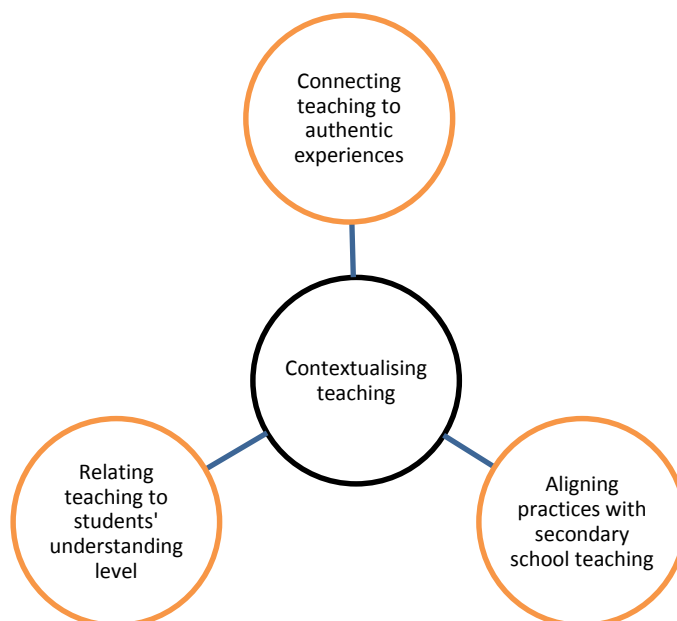 Connecting
teaching to
authentic
experiences
Contextualising
teaching
Relating
teaching to
students'
understanding
level
Aligning
practices with
secondary
school teaching